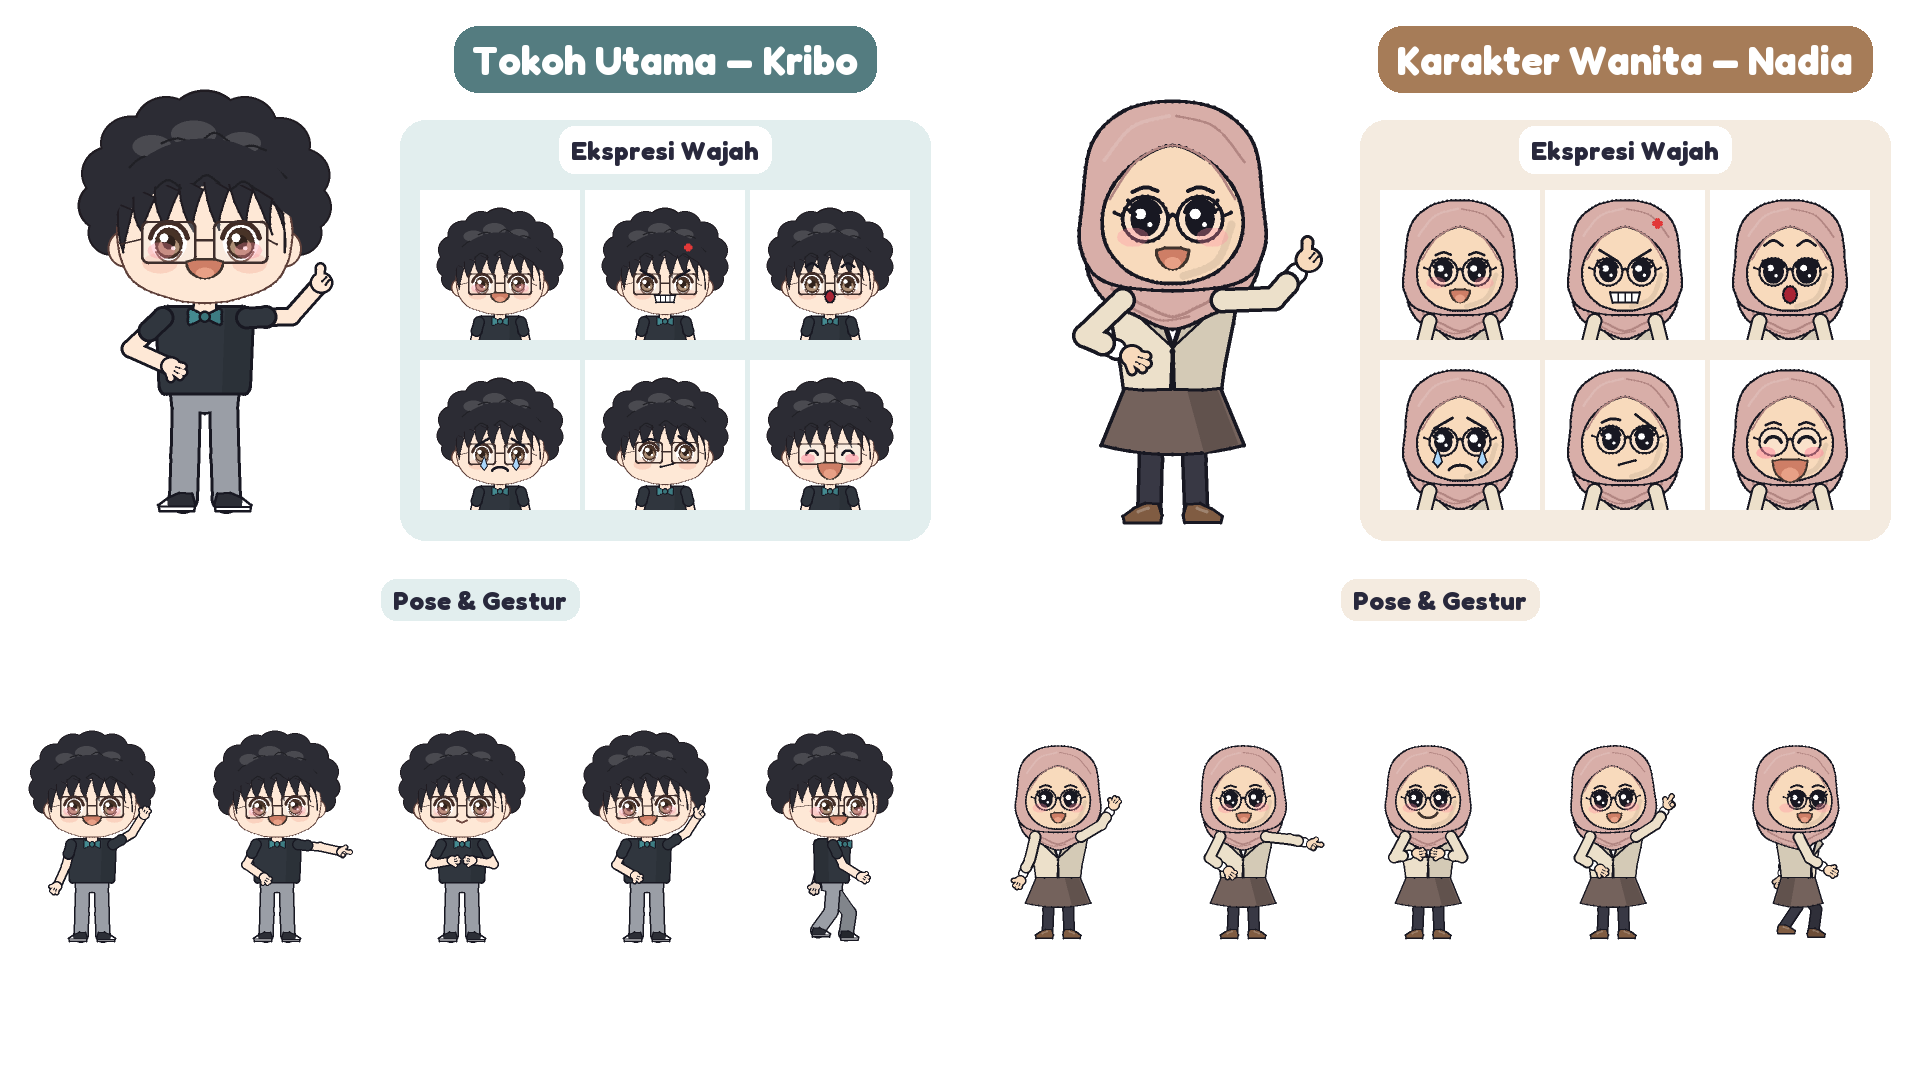 Tokoh Utama – Kribo
Ekspresi Wajah
Pose & Gestur
Karakter Wanita – Nadia
Ekspresi Wajah
Pose & Gestur